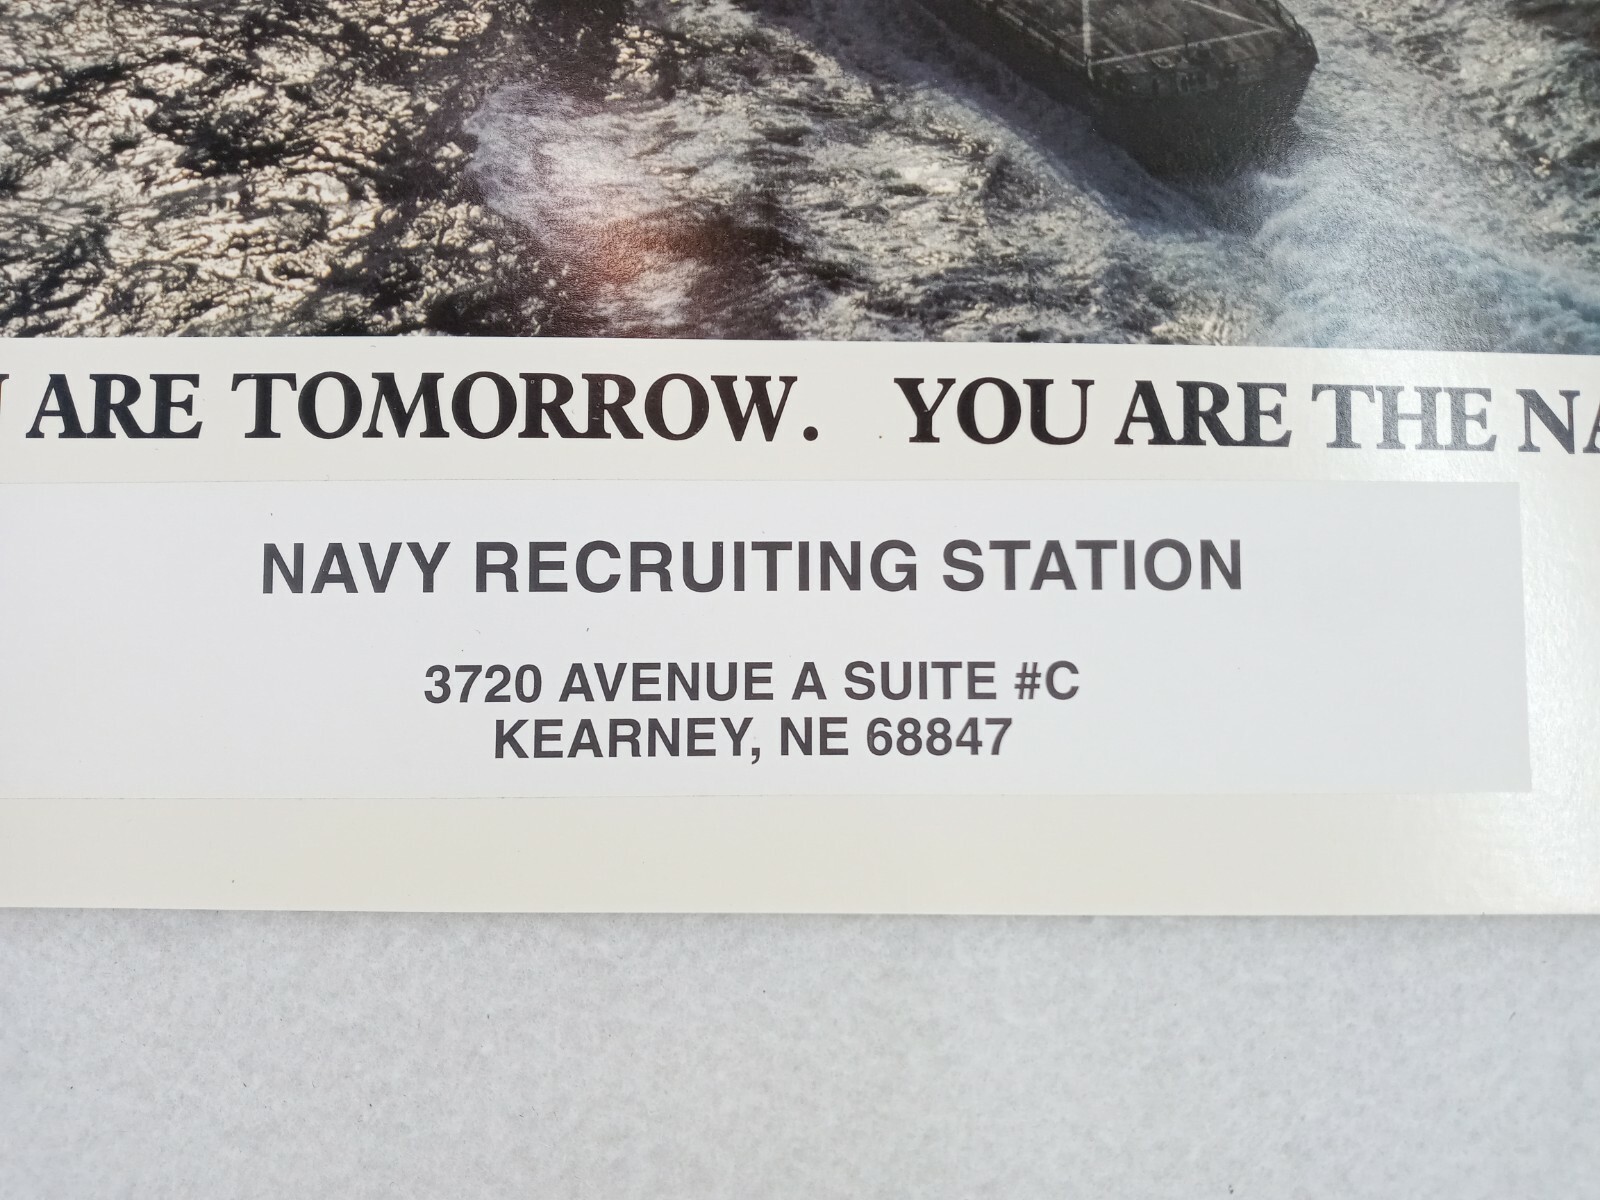 ARE TOMORROW. YOU ARE THE
NAVY RECRUITING STATION
3720 AVENUE A SUITE #C
KEARNEY, NE 68847